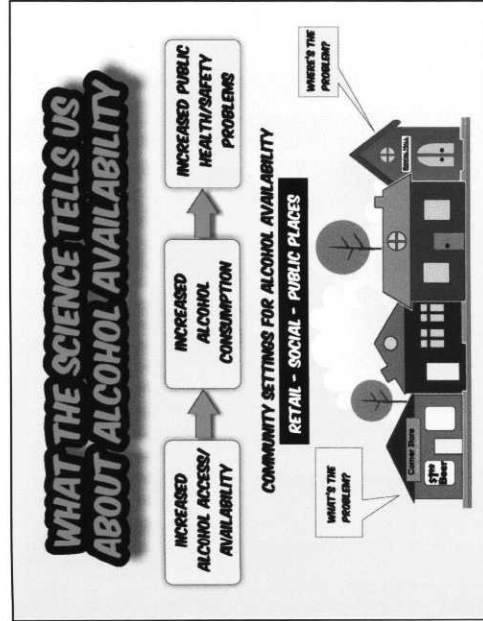 WHAT THE SCIENCE TELLS US
ABOUT ALCOHOL AVAILABILITY
INCREASED
ALCOHOL ACCESS/
AVAILABILITY
INCREASED
ALCOHOL
CONSUMPTION
INCREASED PUBLIC
HEALTH/SAFETY
PROBLEMS
COMMUNITY SETTINGS FOR ALCOHOL AVAILABILITY
RETAIL - SOCIAL - PUBLIC PLACES
WHAT'S THE
PROBLEM?
WHERE'S THE
PROBLEM?
Corner Store
Beer